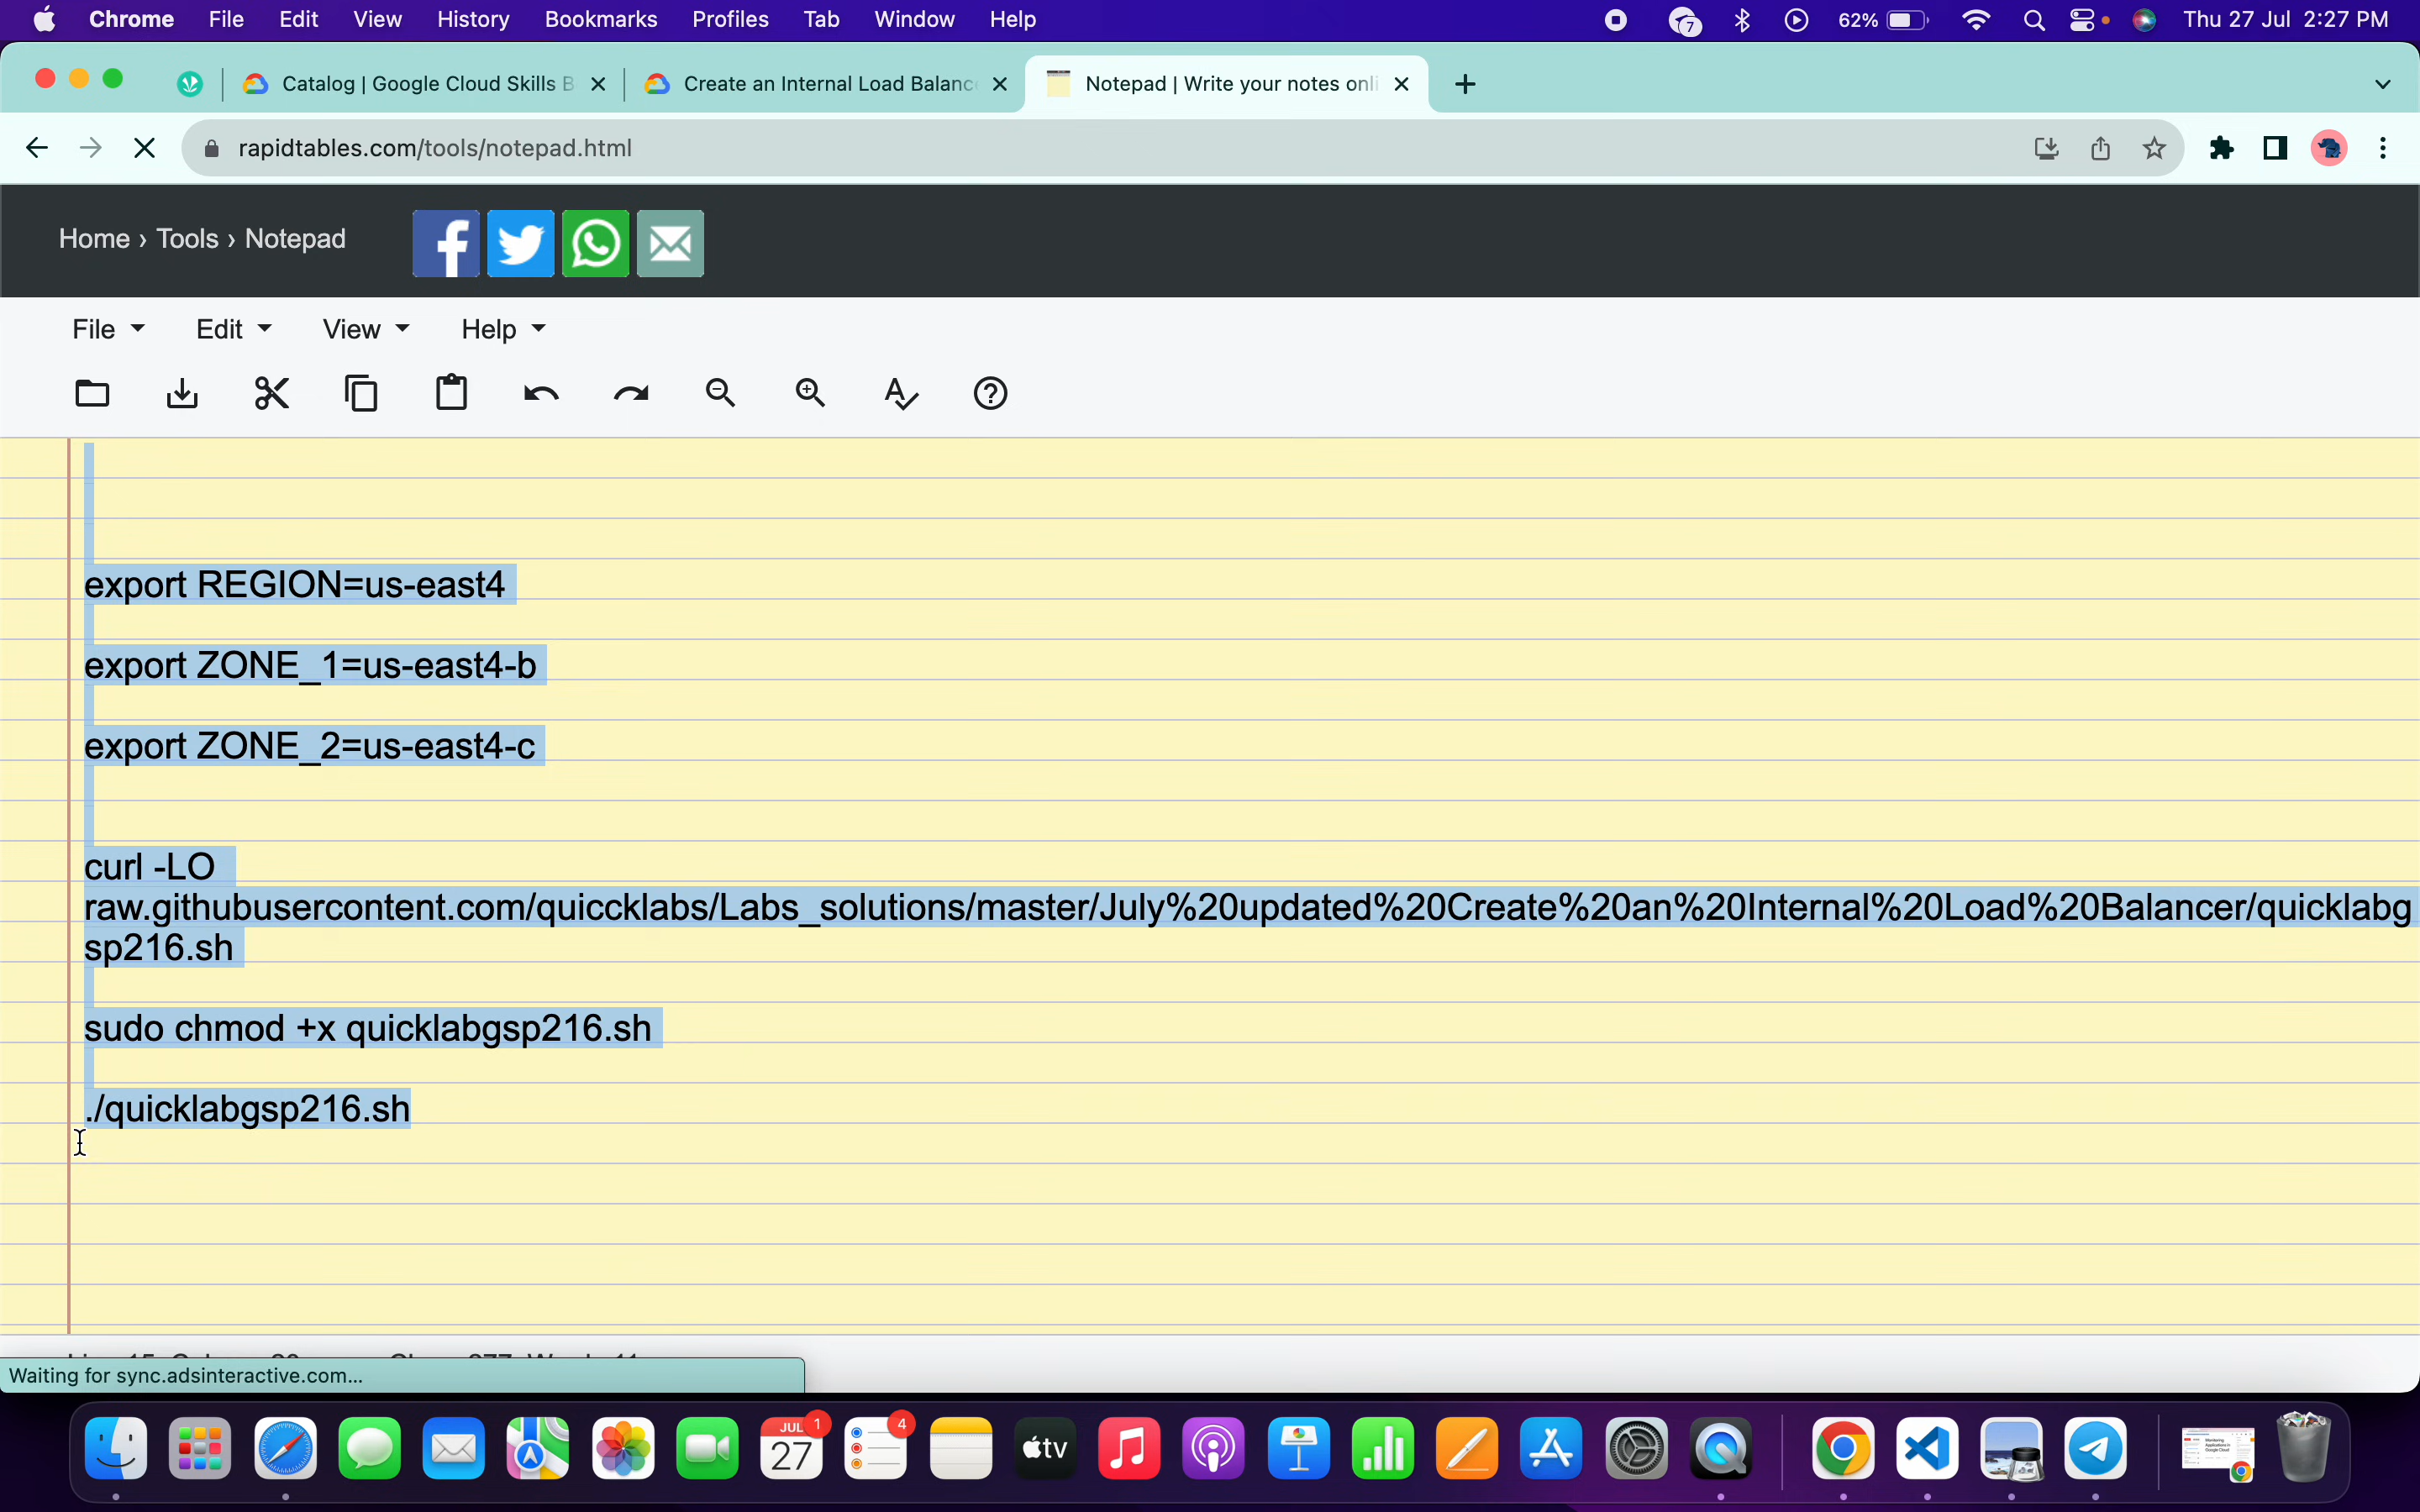 Chrome File Edit View History Bookmarks Profiles Tab Window Help 7 62% Thu 27 Jul 2:27 PM
Catalog | Google Cloud Skills B Create an Internal Load Balanc Notepad | Write your notes onli
rapidtables.com/tools/notepad.html
Home › Tools › Notepad
File Edit View Help
export REGION=us-east4
export ZONE_1=us-east4-b
export ZONE_2=us-east4-c
curl -LO
raw.githubusercontent.com/quiccklabs/Labs_solutions/master/July%20updated%20Create%20an%20Internal%20Load%20Balancer/quicklabg
sp216.sh
sudo chmod +x quicklabgsp216.sh
./quicklabgsp216.sh
Waiting for sync.adsinteractive.com...
JUL 1 4
27 tv